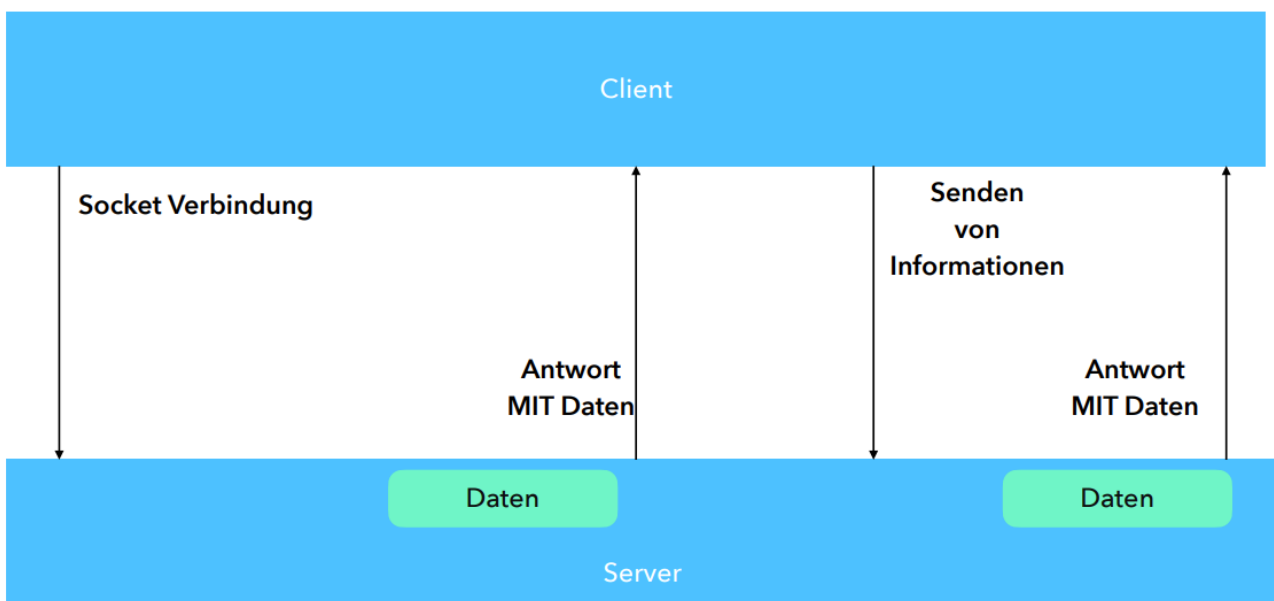 Client
Socket Verbindung
Senden
von
Informationen
Antwort
MIT Daten
Antwort
MIT Daten
Daten
Daten
Server